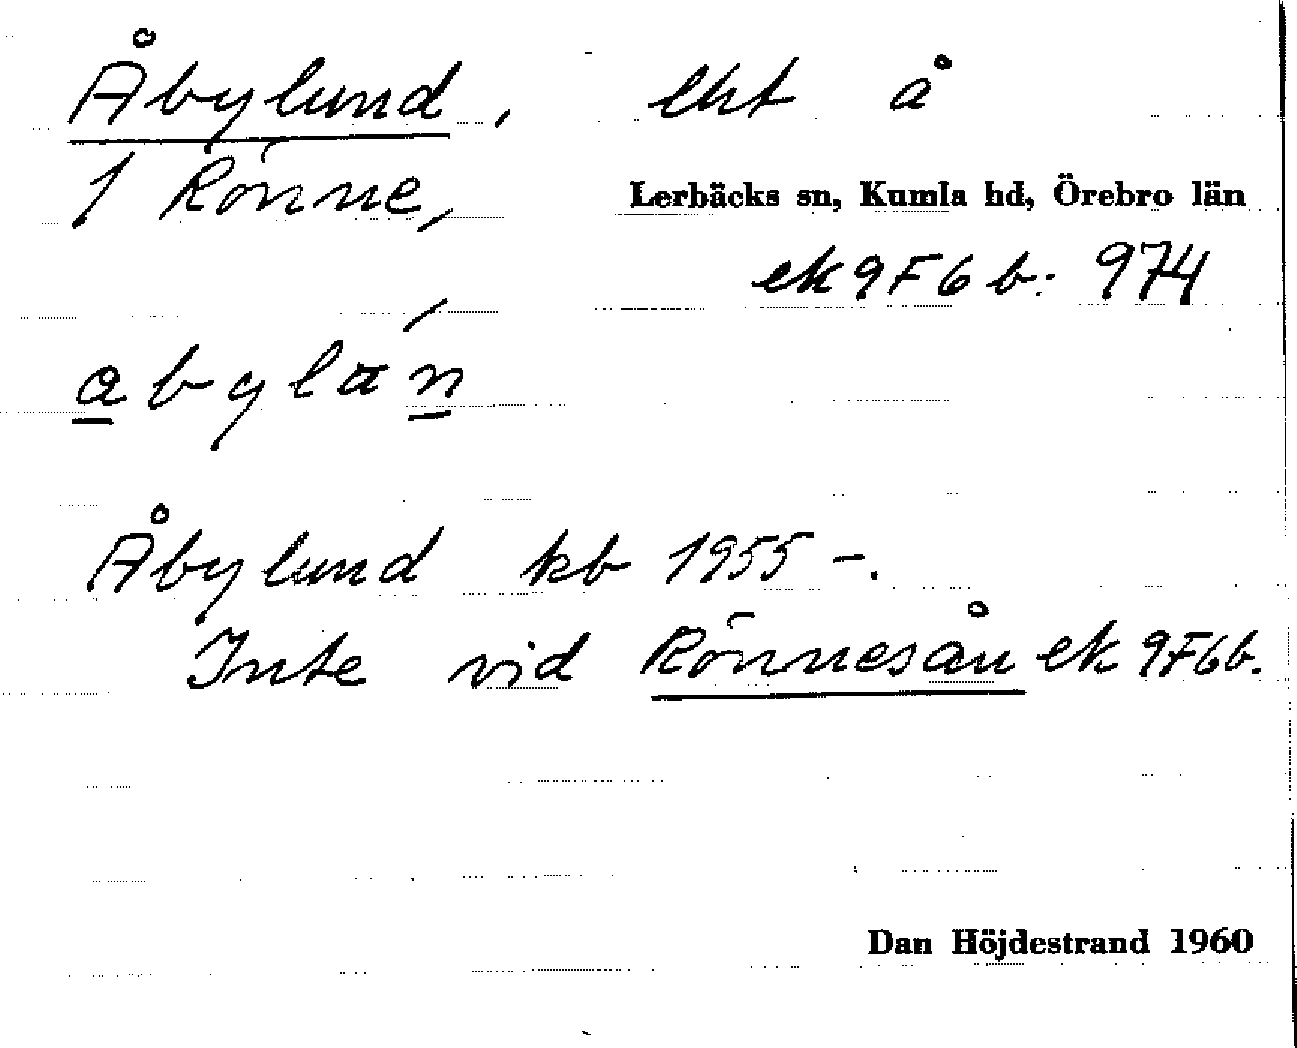 Åbylund, lht å
1 Rönne, Lerbäcks sn, Kumla hd, Örebro län
ek 9F6b: 974
abylan
Åbylund kb 1955 -.
Inte vid Rönnesån ek 9F6b.
Dan Höjdestrand 1960